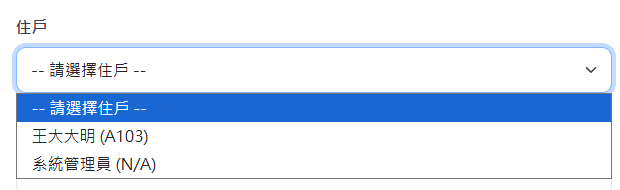 住戶
-- 請選擇住戶 --
-- 請選擇住戶 --
王大大明 (A103)
系統管理員 (N/A)